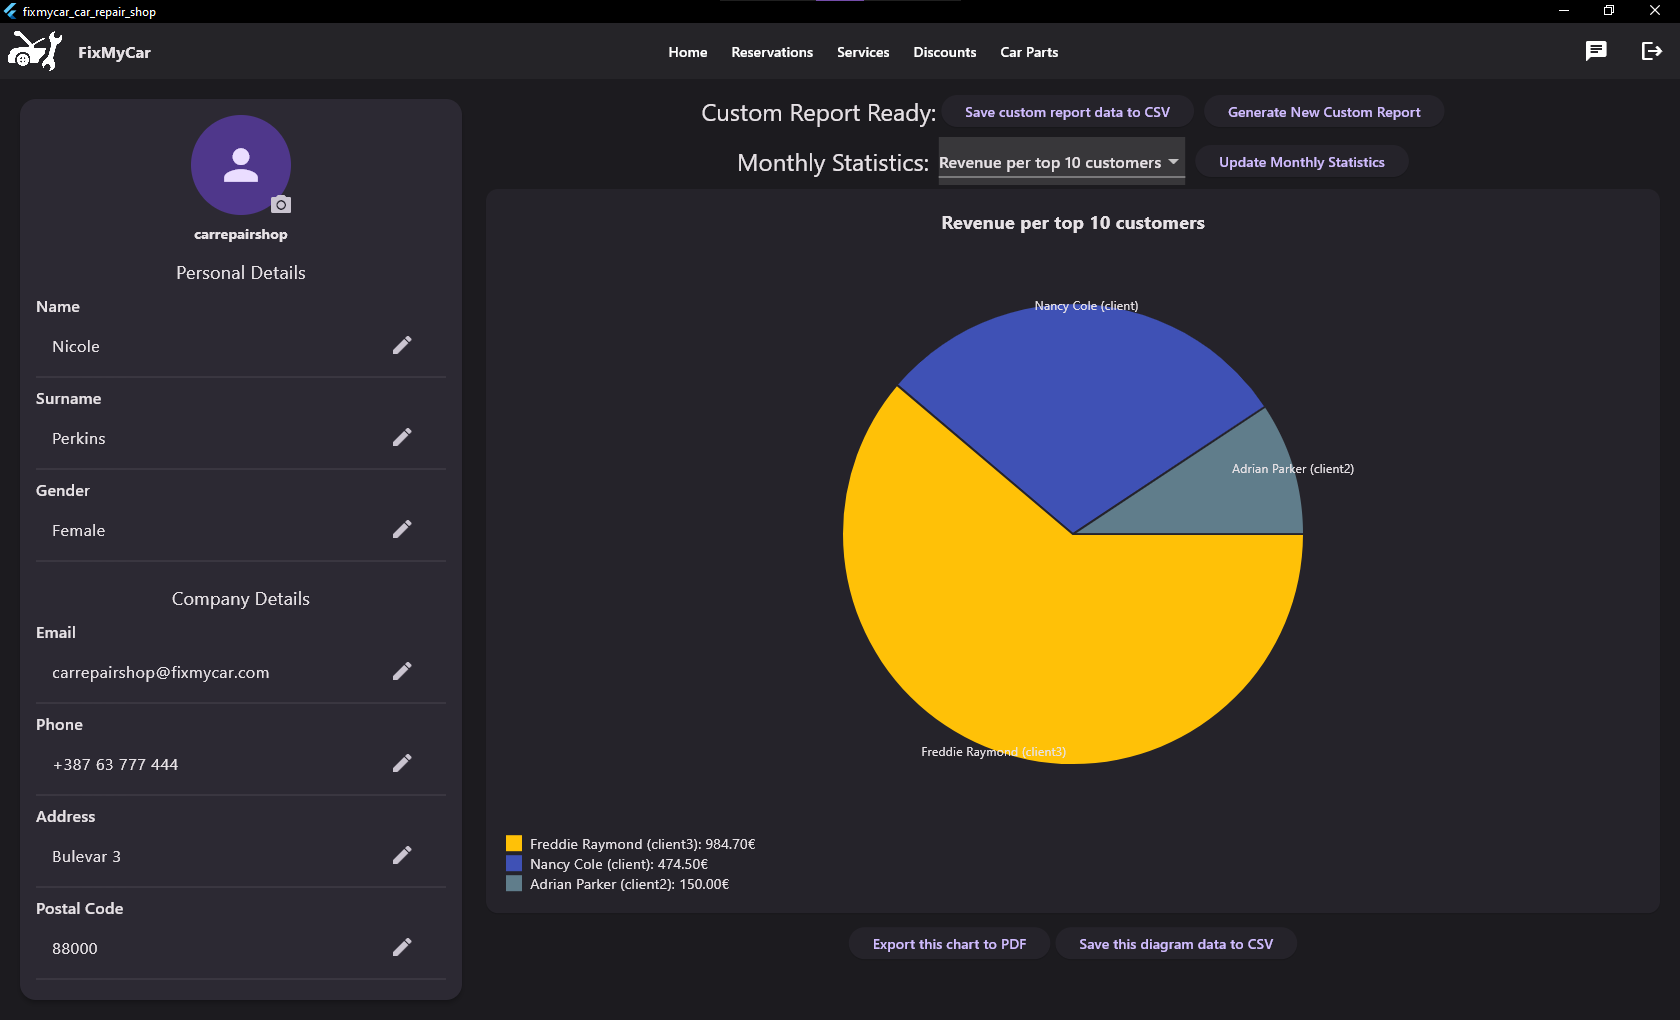 fixmycar_car_repair_shop
FixMyCar
Home Reservations Services Discounts Car Parts
carrepairshop
Personal Details
Name
Nicole
Surname
Perkins
Gender
Female
Company Details
Email
carrepairshop@fixmycar.com
Phone
+387 63 777 444
Address
Bulevar 3
Postal Code
88000
Custom Report Ready: Save custom report data to CSV Generate New Custom Report
Monthly Statistics: Revenue per top 10 customers Update Monthly Statistics
Revenue per top 10 customers
Nancy Cole (client)
Adrian Parker (client2)
Freddie Raymond (client3)
Freddie Raymond (client3): 984.70€
Nancy Cole (client): 474.50€
Adrian Parker (client2): 150.00€
Export this chart to PDF Save this diagram data to CSV